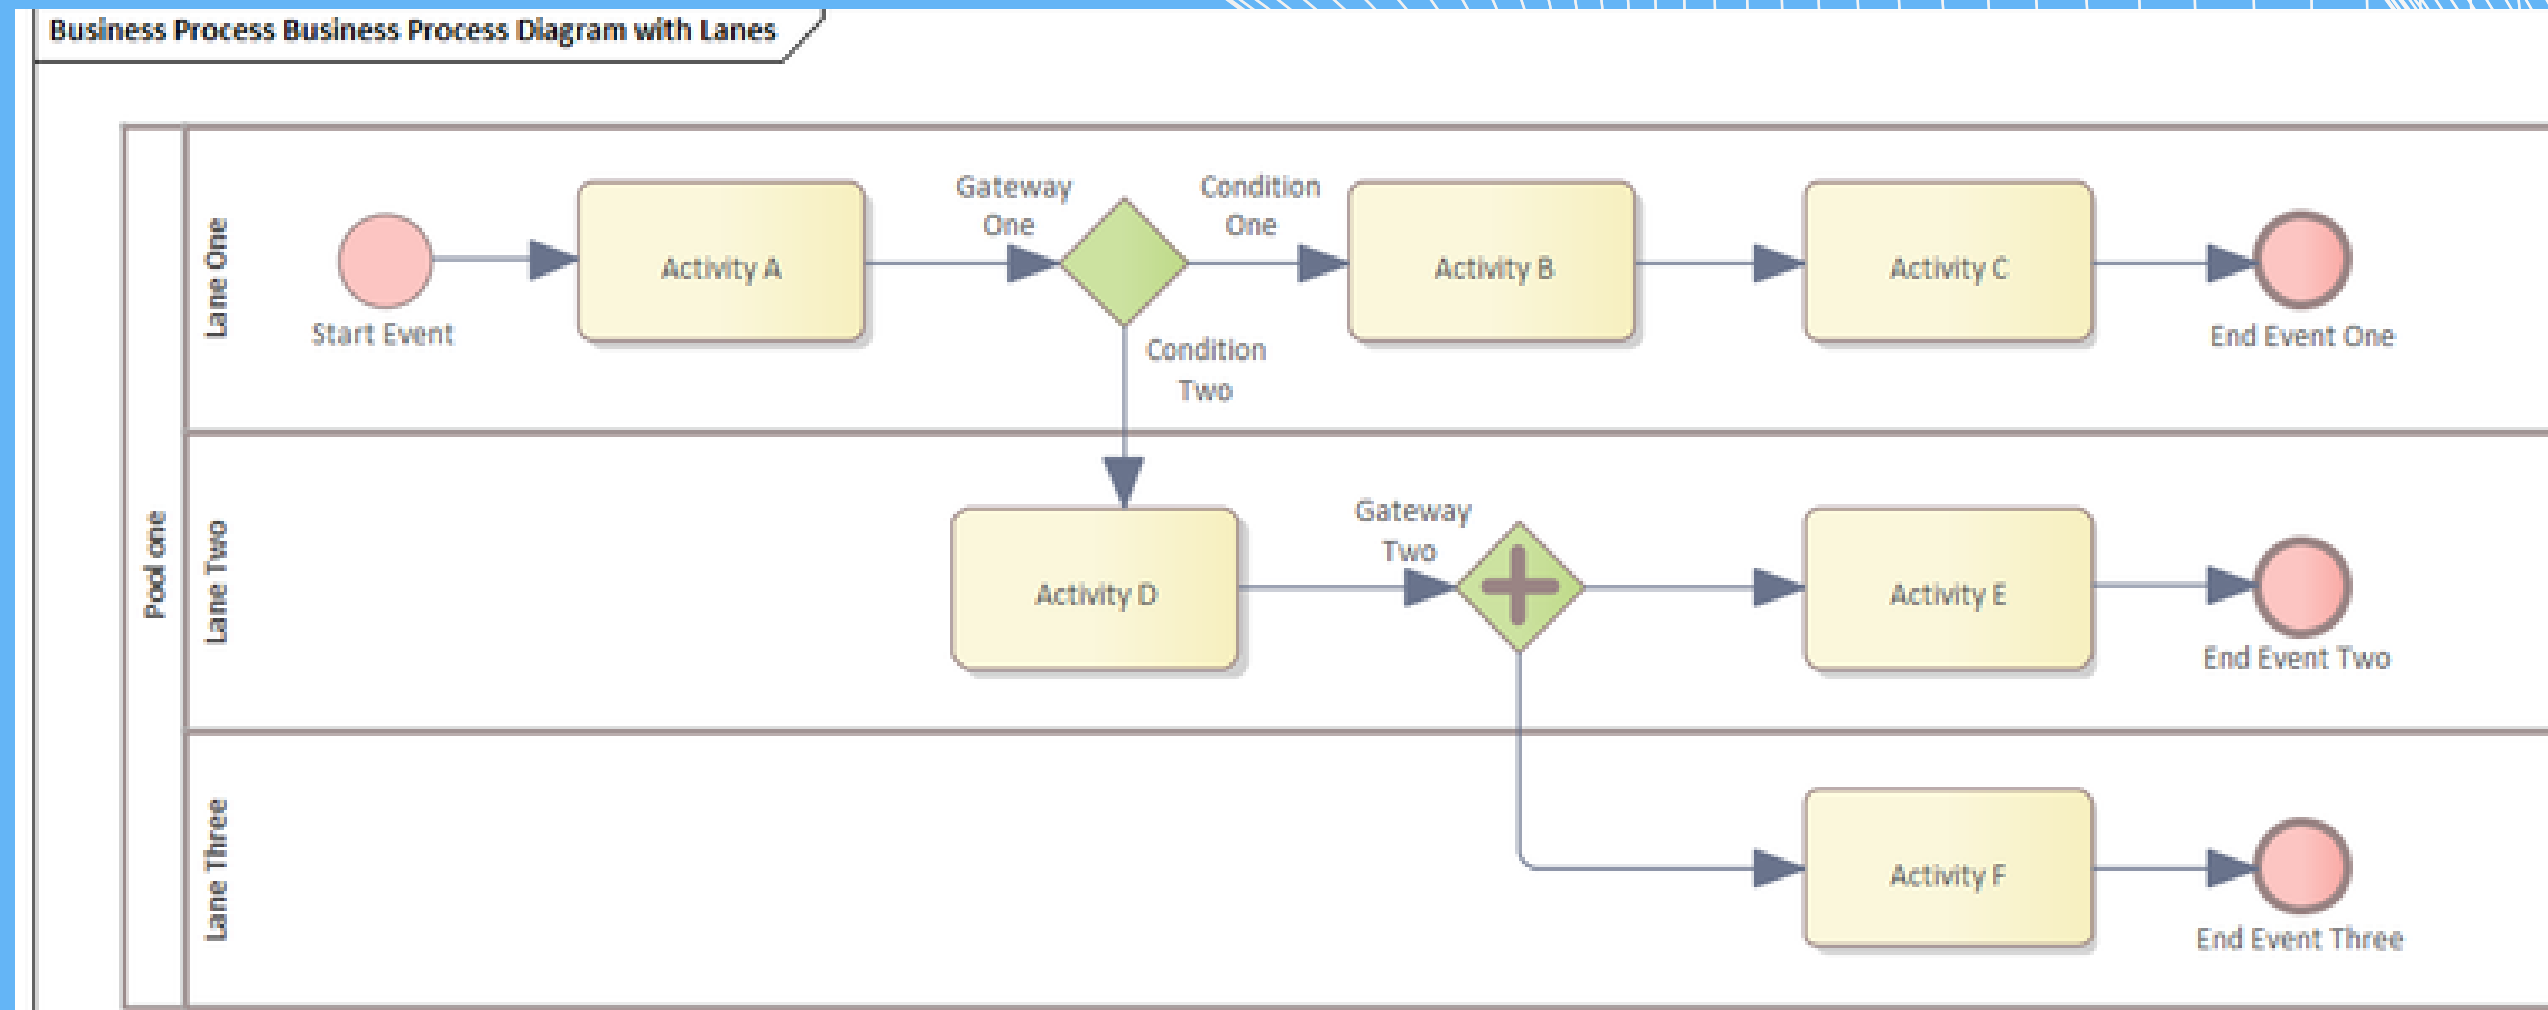 Business Process Business Process Diagram with Lanes
Pool one
Lane One
Start Event
Activity A
Gateway
One
Condition
One
Condition
Two
Activity B
Activity C
End Event One
Lane Two
Activity D
Gateway
Two
Activity E
End Event Two
Lane Three
Activity F
End Event Three